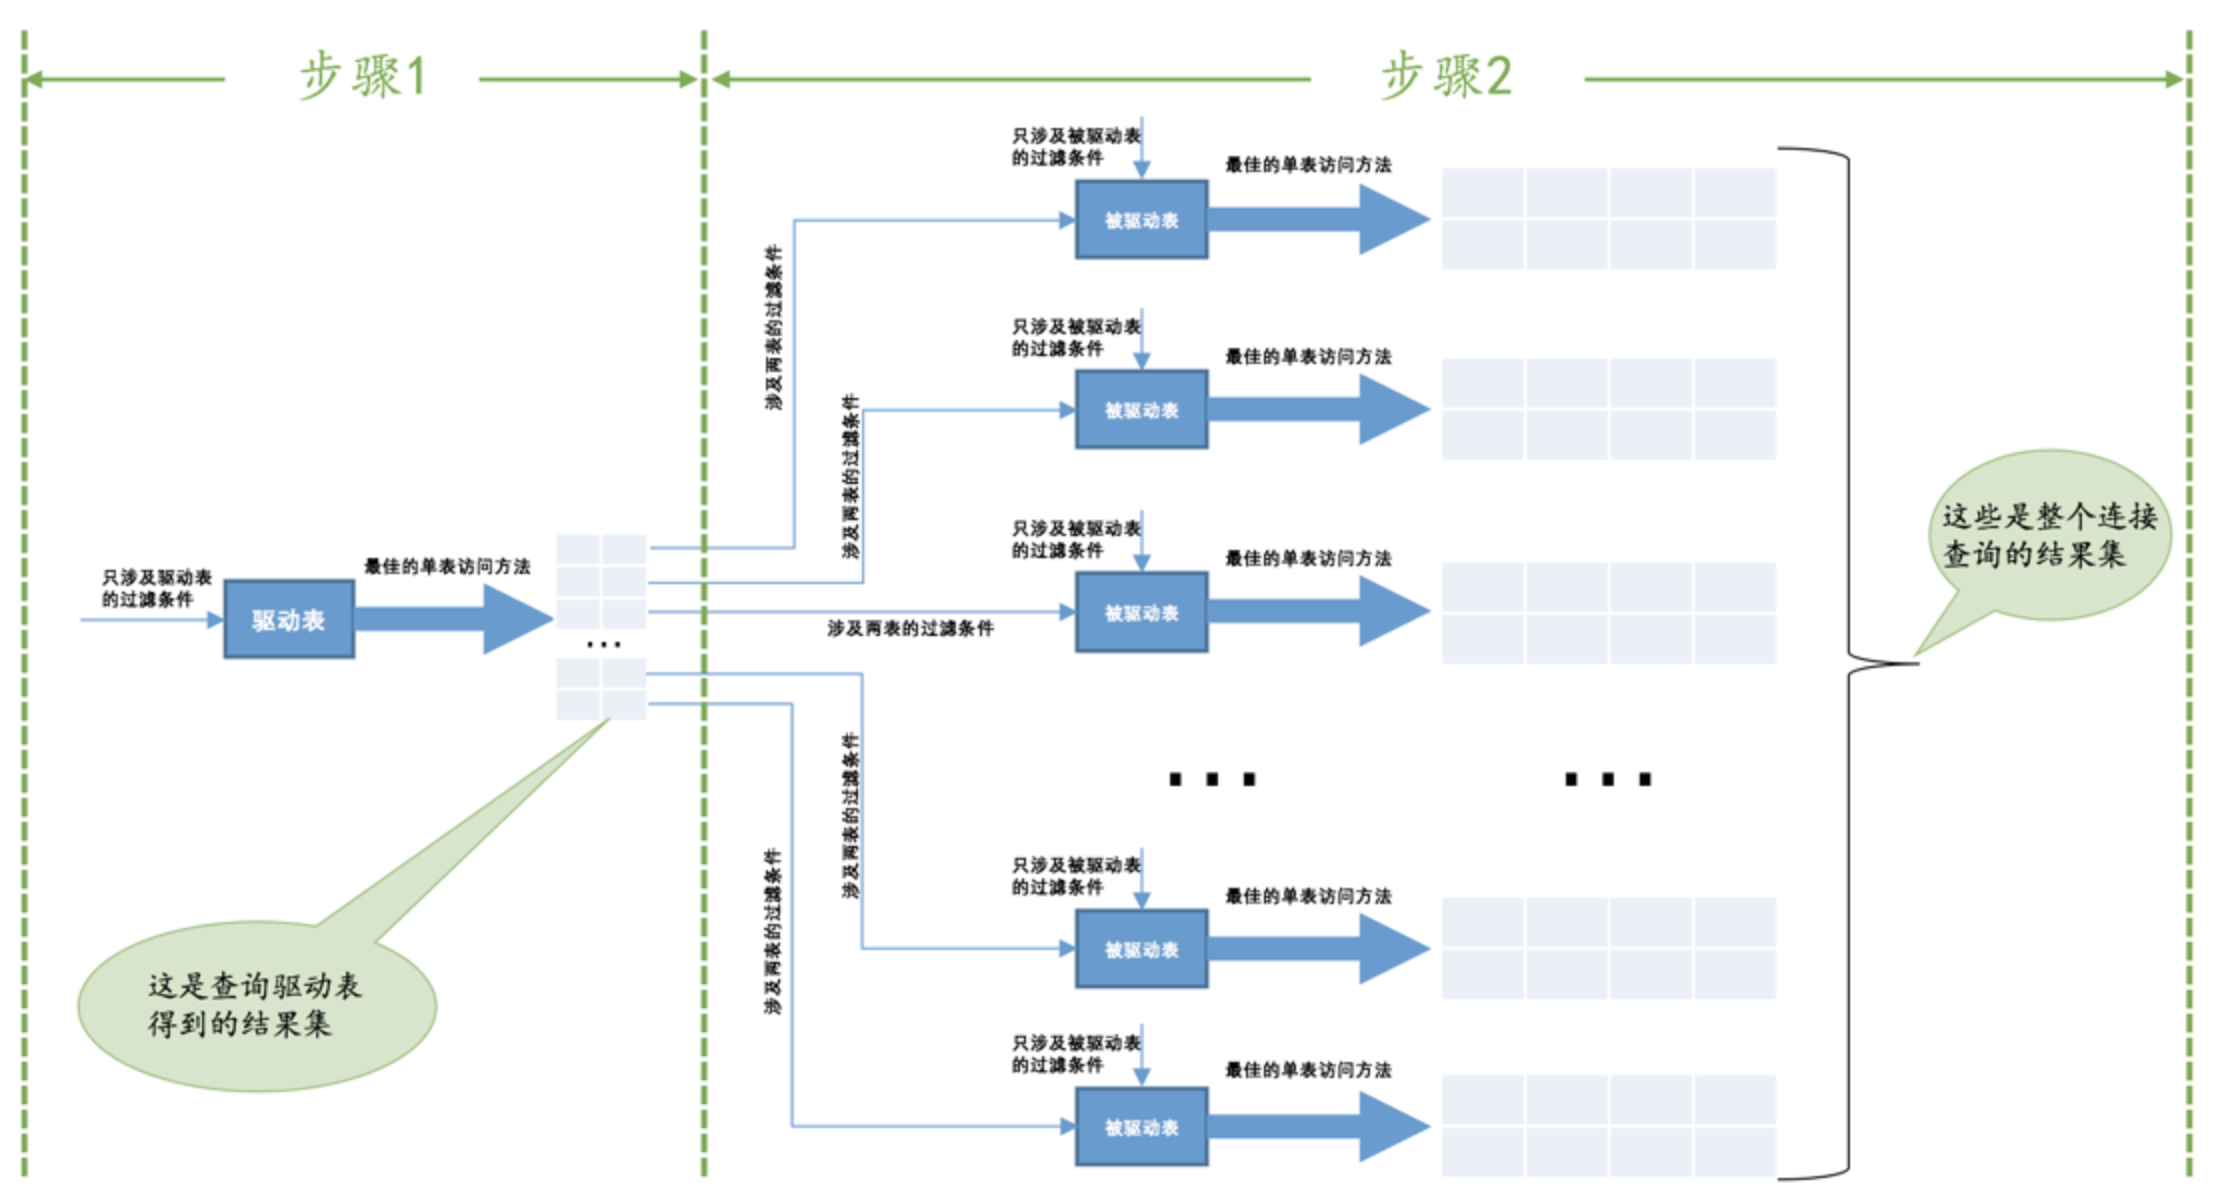 步骤1
步骤2
只涉及驱动表
的过滤条件
驱动表
最佳的单表访问方法
...
这是查询驱动表
得到的结果集
涉及两表的过滤条件
只涉及被驱动表
的过滤条件
被驱动表
最佳的单表访问方法
涉及两表的过滤条件
只涉及被驱动表
的过滤条件
被驱动表
最佳的单表访问方法
涉及两表的过滤条件
只涉及被驱动表
的过滤条件
被驱动表
最佳的单表访问方法
...
...
涉及两表的过滤条件
只涉及被驱动表
的过滤条件
被驱动表
最佳的单表访问方法
涉及两表的过滤条件
只涉及被驱动表
的过滤条件
被驱动表
最佳的单表访问方法
这些是整个连接
查询的结果集